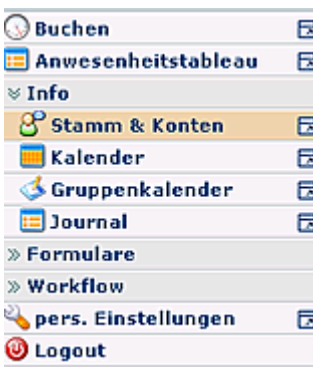 Buchen
Anwesenheitstableau
Info
Stamm & Konten
Kalender
Gruppenkalender
Journal
Formulare
Workflow
pers. Einstellungen
Logout